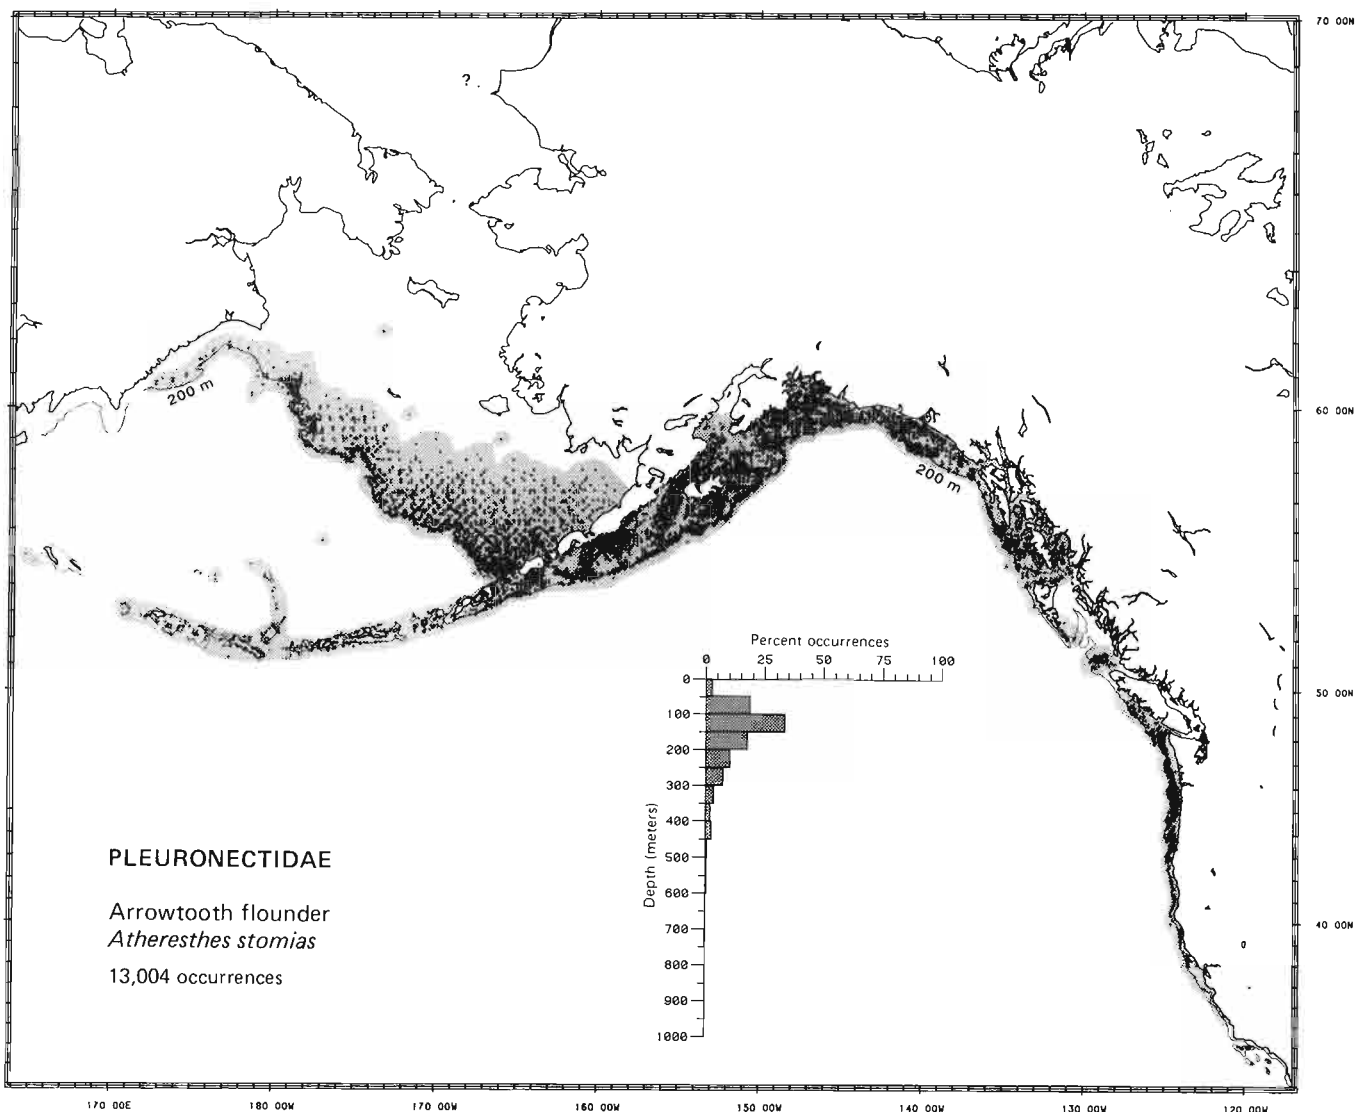 70 00N
?
200 m
60 00N
200 m
Percent occurrences
0 25 50 75 100
50 00N
0
100
200
300
400
500
600
700
800
900
1000
Depth (meters)
40 00N
PLEURONECTIDAE
Arrowtooth flounder
Atheresthes stomias
13,004 occurrences
170 00E 180 00W 170 00W 160 00W 150 00W 140 00W 130 00W 120 00W